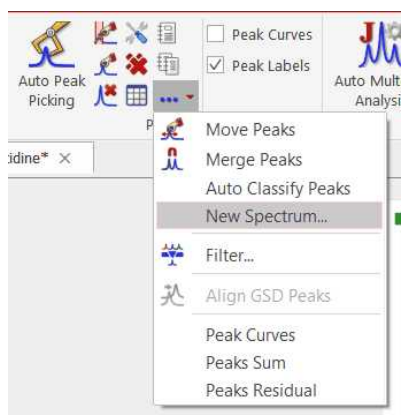 Auto Peak
Picking
Peak Curves
Peak Labels
Auto Mult
Analysi
P
idine*
Move Peaks
Merge Peaks
Auto Classify Peaks
New Spectrum...
Filter...
Align GSD Peaks
Peak Curves
Peaks Sum
Peaks Residual